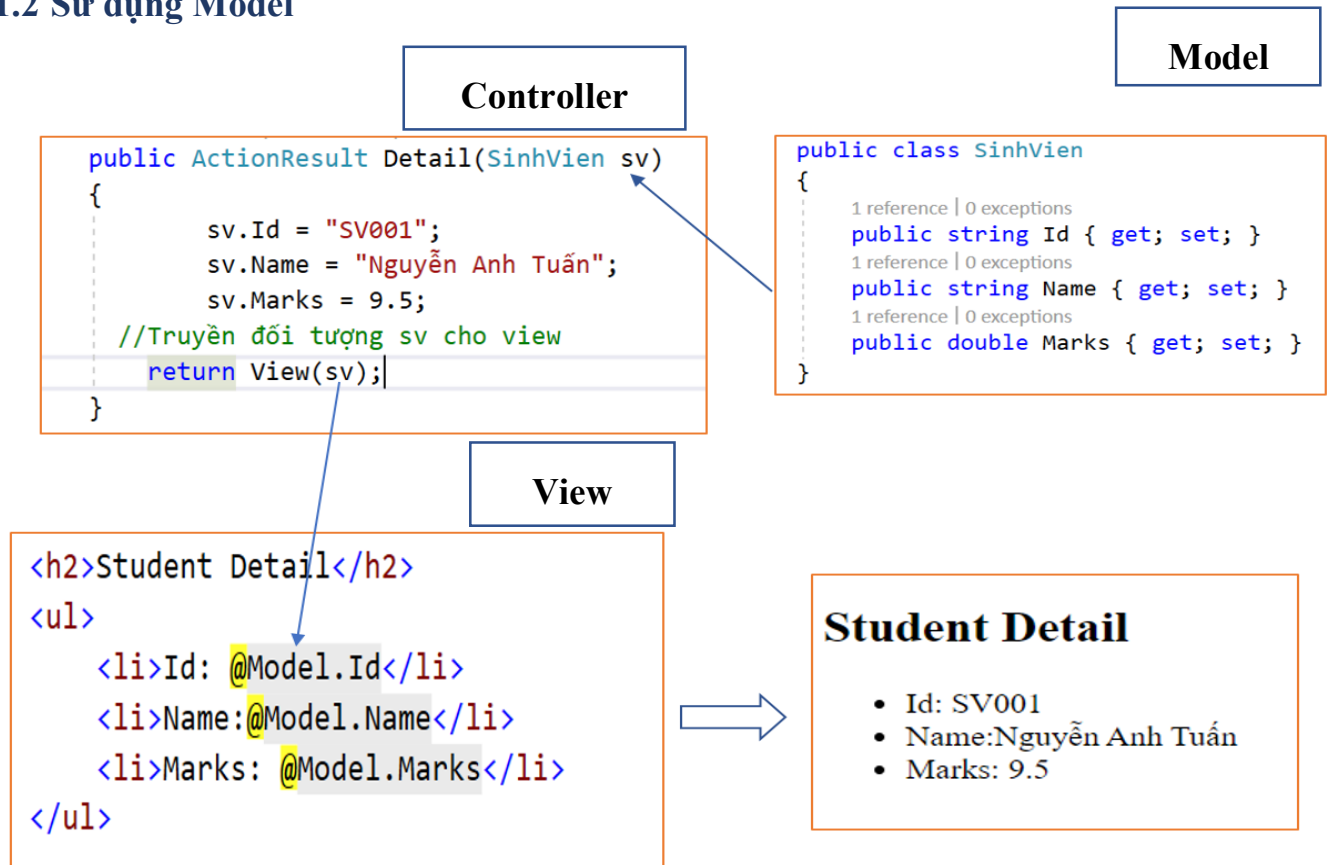 1.2 Sử dụng Model
Controller
Model
public ActionResult Detail(SinhVien sv)
{
sv.Id = "SV001";
sv.Name = "Nguyễn Anh Tuấn";
sv.Marks = 9.5;
//Truyền đối tượng sv cho view
return View(sv);
}
public class SinhVien
{
1 reference | 0 exceptions
public string Id { get; set; }
1 reference | 0 exceptions
public string Name { get; set; }
1 reference | 0 exceptions
public double Marks { get; set; }
}
View
<h2>Student Detail</h2>
<ul>
<li>Id: @Model.Id</li>
<li>Name:@Model.Name</li>
<li>Marks: @Model.Marks</li>
</ul>
Student Detail
• Id: SV001
• Name:Nguyễn Anh Tuấn
• Marks: 9.5